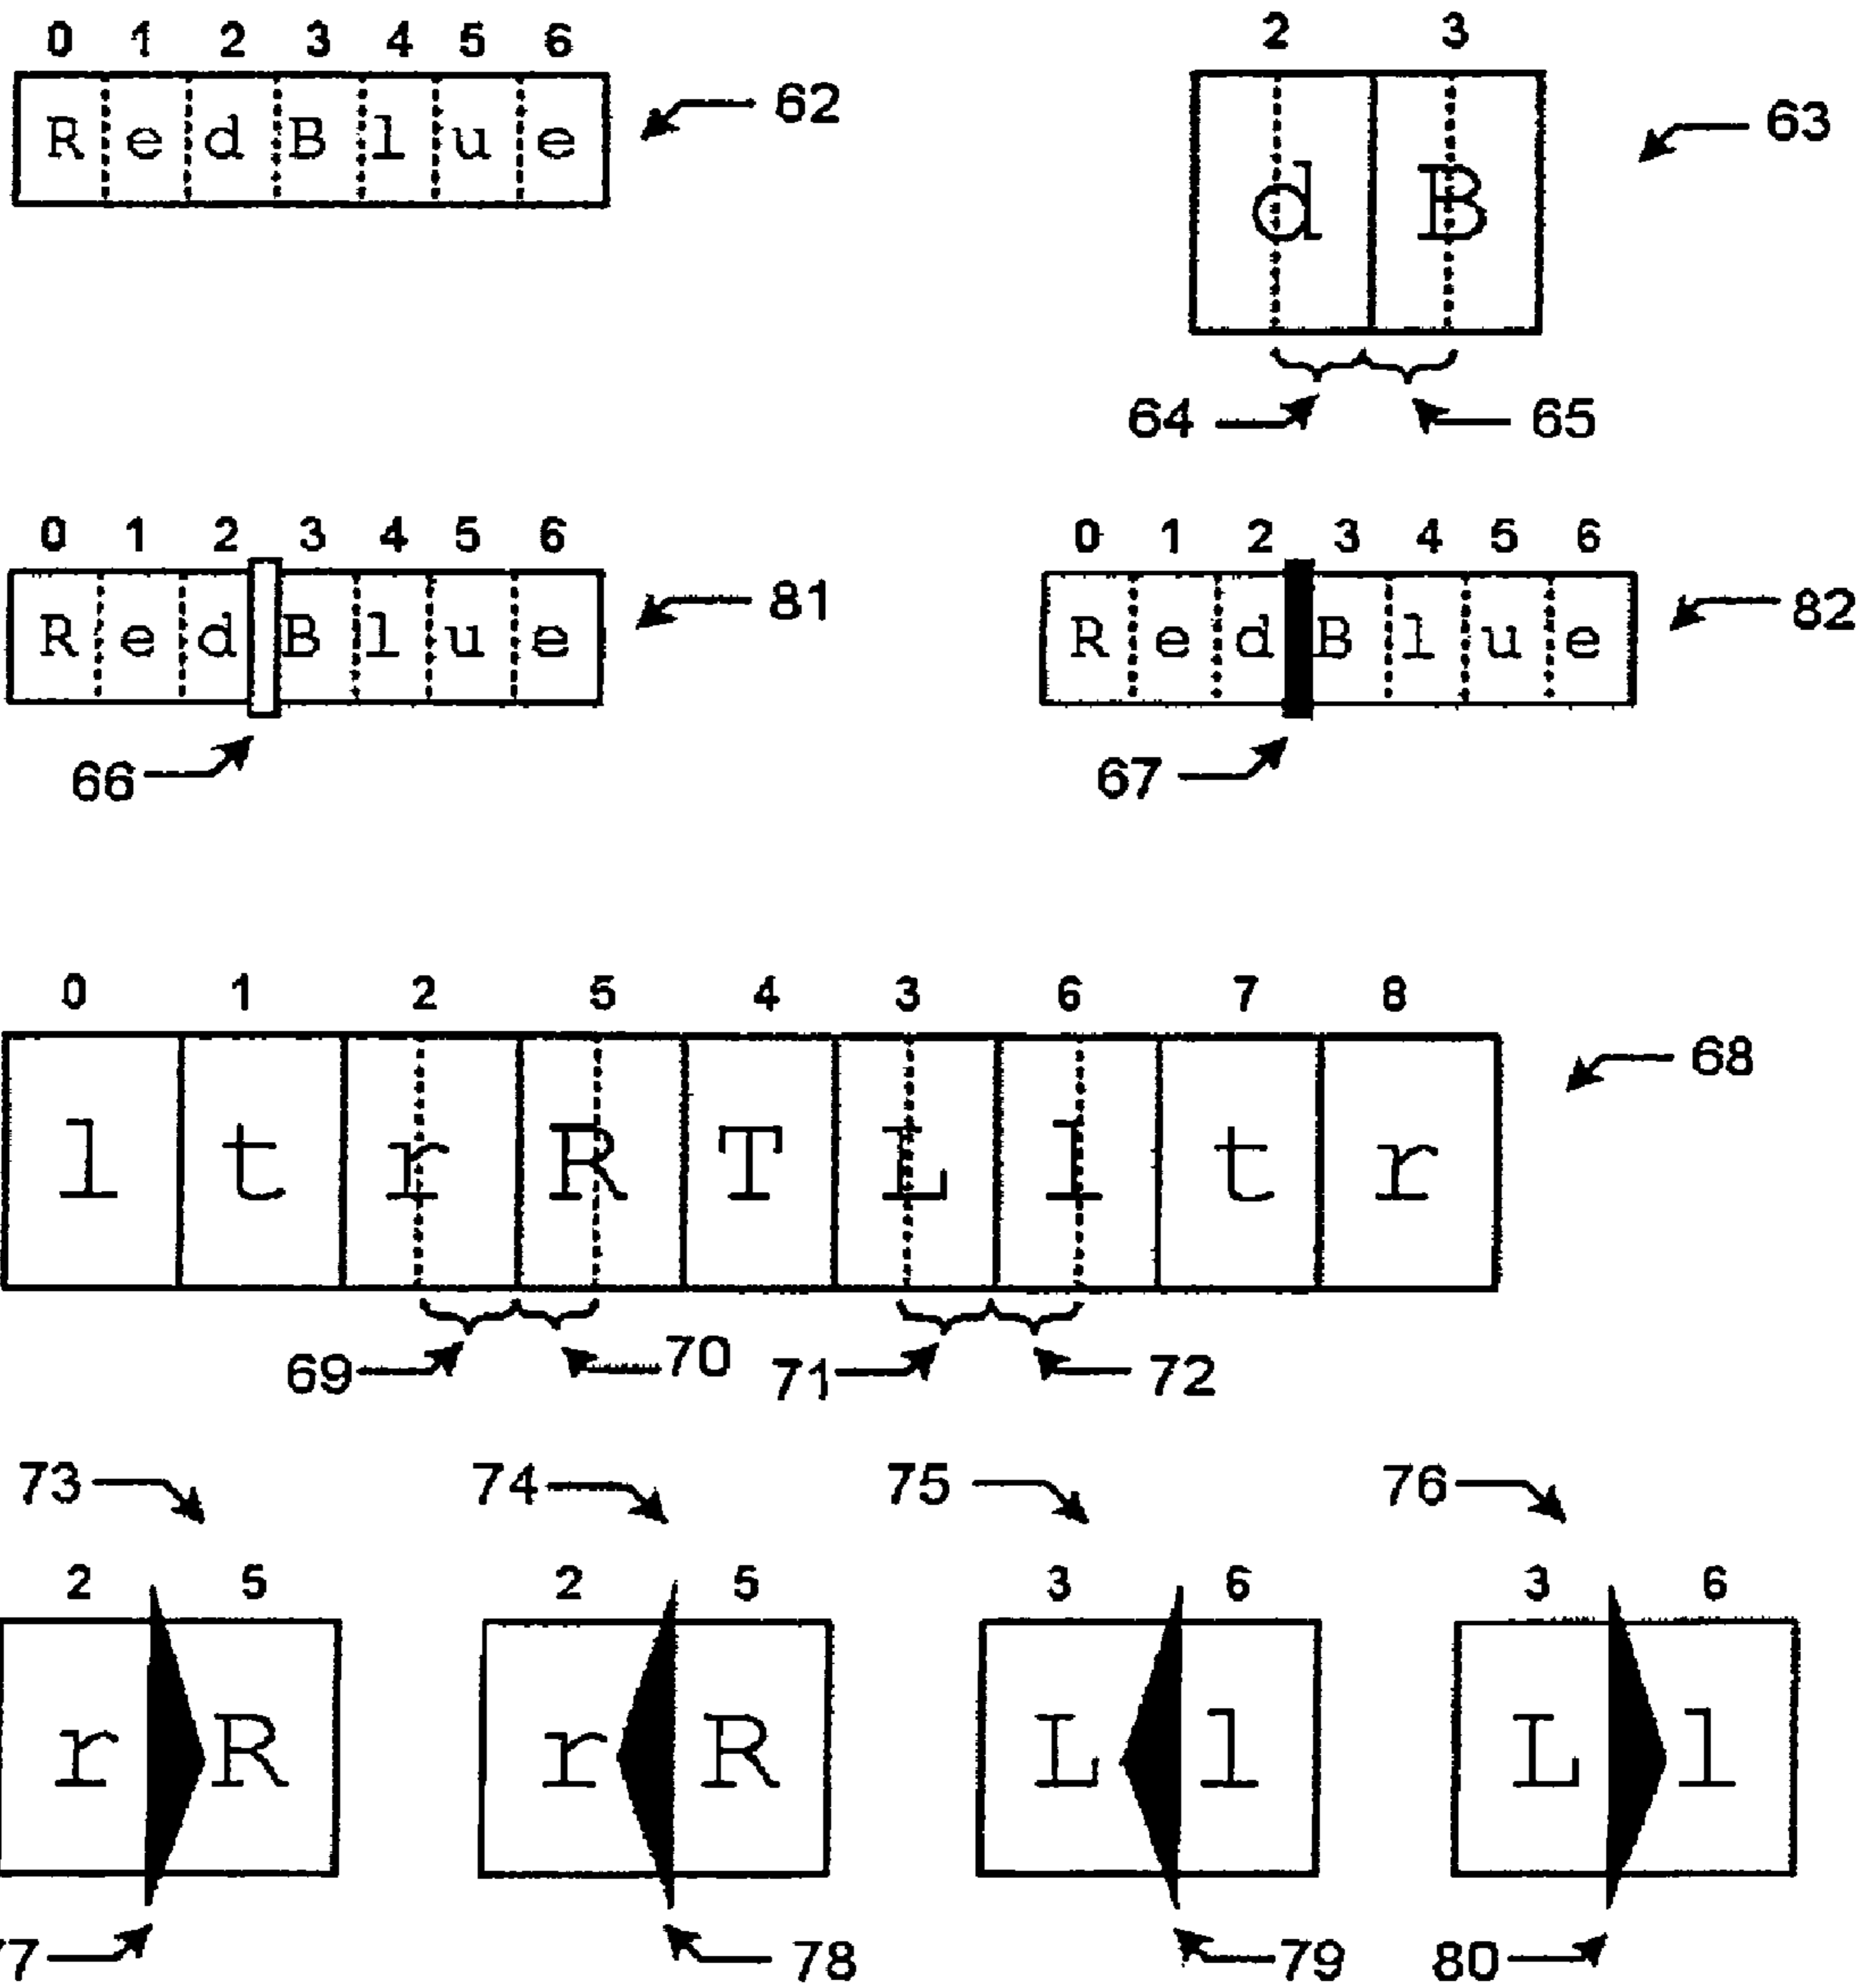 0 1 2 3 4 5 6
R e d B l u e
62
2 3
d B
63
64 65
0 1 2 3 4 5 6
R e d B l u e
81
66
0 1 2 3 4 5 6
R e d B l u e
82
67
0 1 2 5 4 3 6 7 8
l t r R T L l t r
68
69 70 71 72
73 74 75 76
2 5 2 5 3 6 3 6
r R r R L l L l
78 79 80